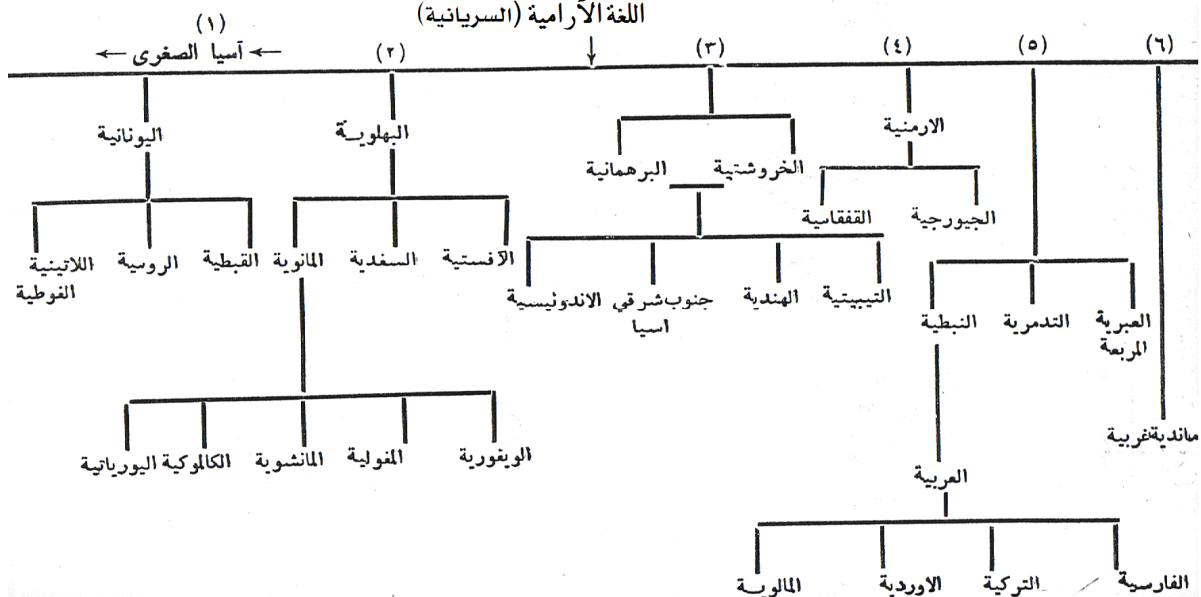 اللغة الآرامية (السريانية)
(١)
← آسيا الصغرى ←
(٢)
(٣)
(٤)
(٥)
(٦)
اليونانية
البهلوية
الخروشتية
البرهمانية
الارمنية
الجيورجية
القفقاسية
اللاتينية
الغوطية
الروسية
القبطية
المانوية
السغدية
الآفستية
الاندونيسية
جنوب شرقي
اسيا
الهندية
التيبيتية
النبطية
التدمرية
العبرية
المربعة
ماندية غربية
اليورياتية
الكالموكية
المانشوية
المغولية
الويغورية
العربية
المالوية
الاوردية
التركية
الفارسية